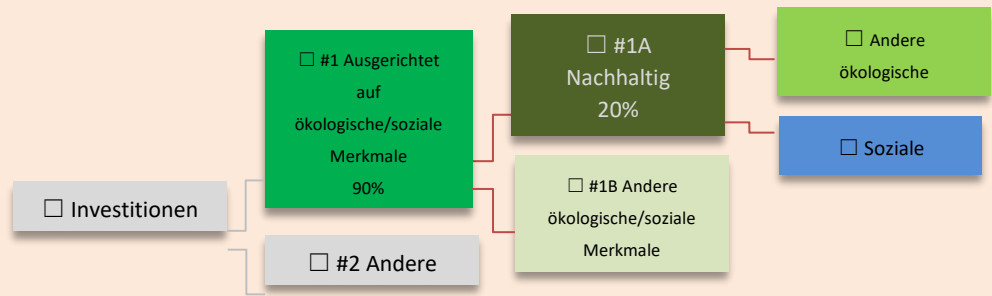 ☐ Investitionen
☐ #1 Ausgerichtet
auf
ökologische/soziale
Merkmale
90%
☐ #2 Andere
☐ #1A
Nachhaltig
20%
☐ #1B Andere
ökologische/soziale
Merkmale
☐ Andere
ökologische
☐ Soziale